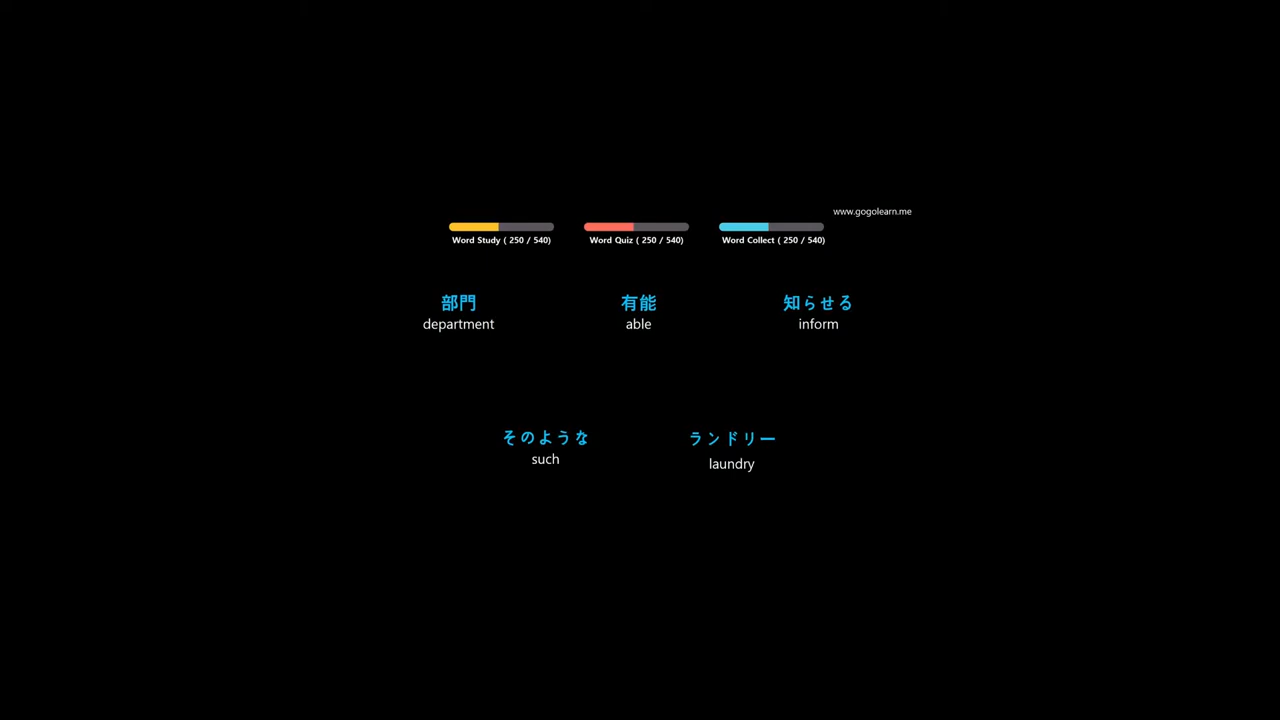 www.gogolearn.me
Word Study ( 250 / 540)
Word Quiz ( 250 / 540)
Word Collect ( 250 / 540)
部門
department
有能
able
知らせる
inform
そのような
such
ランドリー
laundry